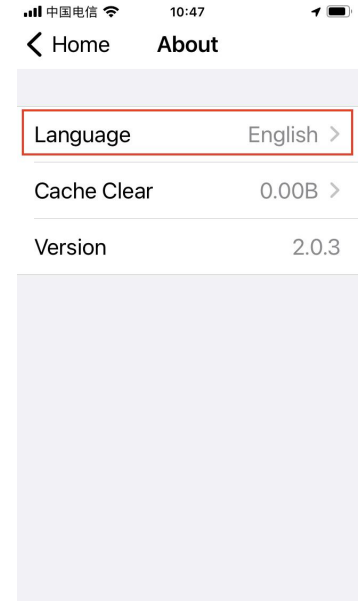 中国电信 10:47
Home About
Language English
Cache Clear 0.00B
Version 2.0.3